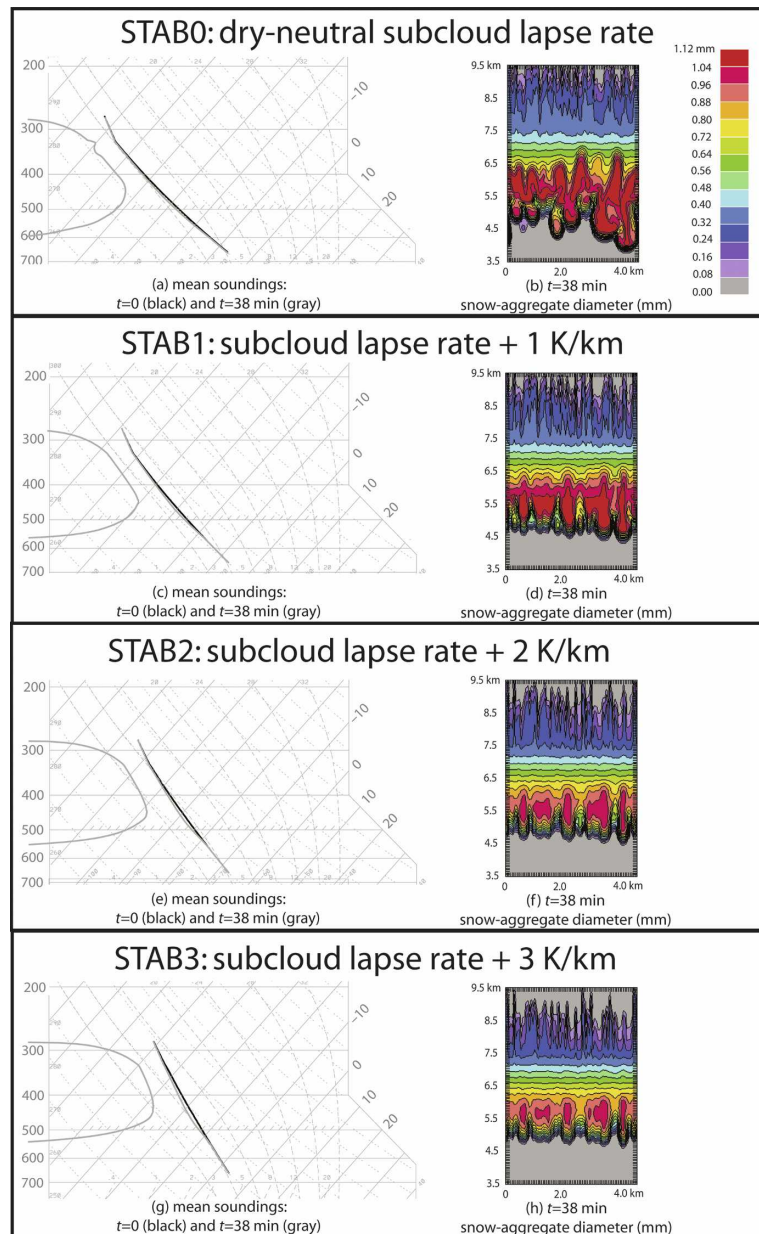 STAB0: dry-neutral subcloud lapse rate
200
300
400
500
600
700
-10
0
10
20
(a) mean soundings:
t=0 (black) and t=38 min (gray)
9.5 km
8.5
7.5
6.5
5.5
4.5
3.5
0
2.0
4.0 km
(b) t=38 min
snow-aggregate diameter (mm)
1.12 mm
1.04
0.96
0.88
0.80
0.72
0.64
0.56
0.48
0.40
0.32
0.24
0.16
0.08
0.00
STAB1: subcloud lapse rate + 1 K/km
200
300
400
500
600
700
-10
0
10
20
(c) mean soundings:
t=0 (black) and t=38 min (gray)
9.5 km
8.5
7.5
6.5
5.5
4.5
3.5
0
2.0
4.0 km
(d) t=38 min
snow-aggregate diameter (mm)
STAB2: subcloud lapse rate + 2 K/km
200
300
400
500
600
700
-10
0
10
20
(e) mean soundings:
t=0 (black) and t=38 min (gray)
9.5 km
8.5
7.5
6.5
5.5
4.5
3.5
0
2.0
4.0 km
(f) t=38 min
snow-aggregate diameter (mm)
STAB3: subcloud lapse rate + 3 K/km
200
300
400
500
600
700
-10
0
10
20
(g) mean soundings:
t=0 (black) and t=38 min (gray)
9.5 km
8.5
7.5
6.5
5.5
4.5
3.5
0
2.0
4.0 km
(h) t=38 min
snow-aggregate diameter (mm)